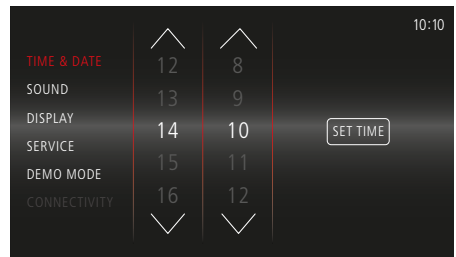 10:10
TIME & DATE
SOUND
DISPLAY
SERVICE
DEMO MODE
CONNECTIVITY
12 8
13 9
14 10
15 11
16 12
SET TIME